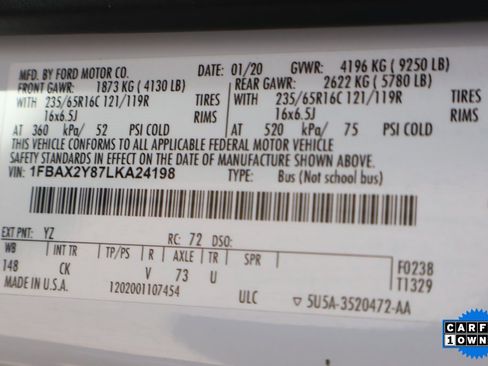 MFD. BY FORD MOTOR CO. DATE: 01/20 GVWR: 4196 KG ( 9250 LB)
FRONT GAWR: 1873 KG ( 4130 LB) REAR GAWR: 2622 KG ( 5780 LB)
WITH 235/65R16C 121/119R TIRES WITH 235/65R16C 121/119R TIRES
16x6.5J RIMS 16x6.5J RIMS
AT 360 kPa/ 52 PSI COLD AT 520 kPa/ 75 PSI COLD
THIS VEHICLE CONFORMS TO ALL APPLICABLE FEDERAL MOTOR VEHICLE
SAFETY STANDARDS IN EFFECT ON THE DATE OF MANUFACTURE SHOWN ABOVE.
VIN: 1FBAX2Y87LKA24198 TYPE: Bus (Not school bus)
EXT PNT: YZ RC: 72 DSO:
WB INT TR TP/PS R AXLE TR SPR
148 CK V 73 U F0238
T1329
MADE IN U.S.A. 1202001107454 ULC ▽ 5U5A-3520472-AA
CARF
1 OWN